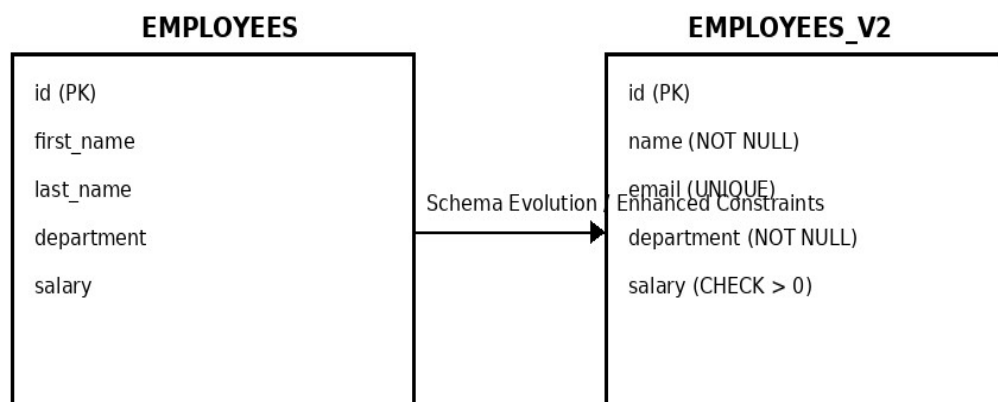 EMPLOYEES
id (PK)
first_name
last_name
department
salary
Schema Evolution / Enhanced Constraints
EMPLOYEES_V2
id (PK)
name (NOT NULL)
email (UNIQUE)
department (NOT NULL)
salary (CHECK > 0)